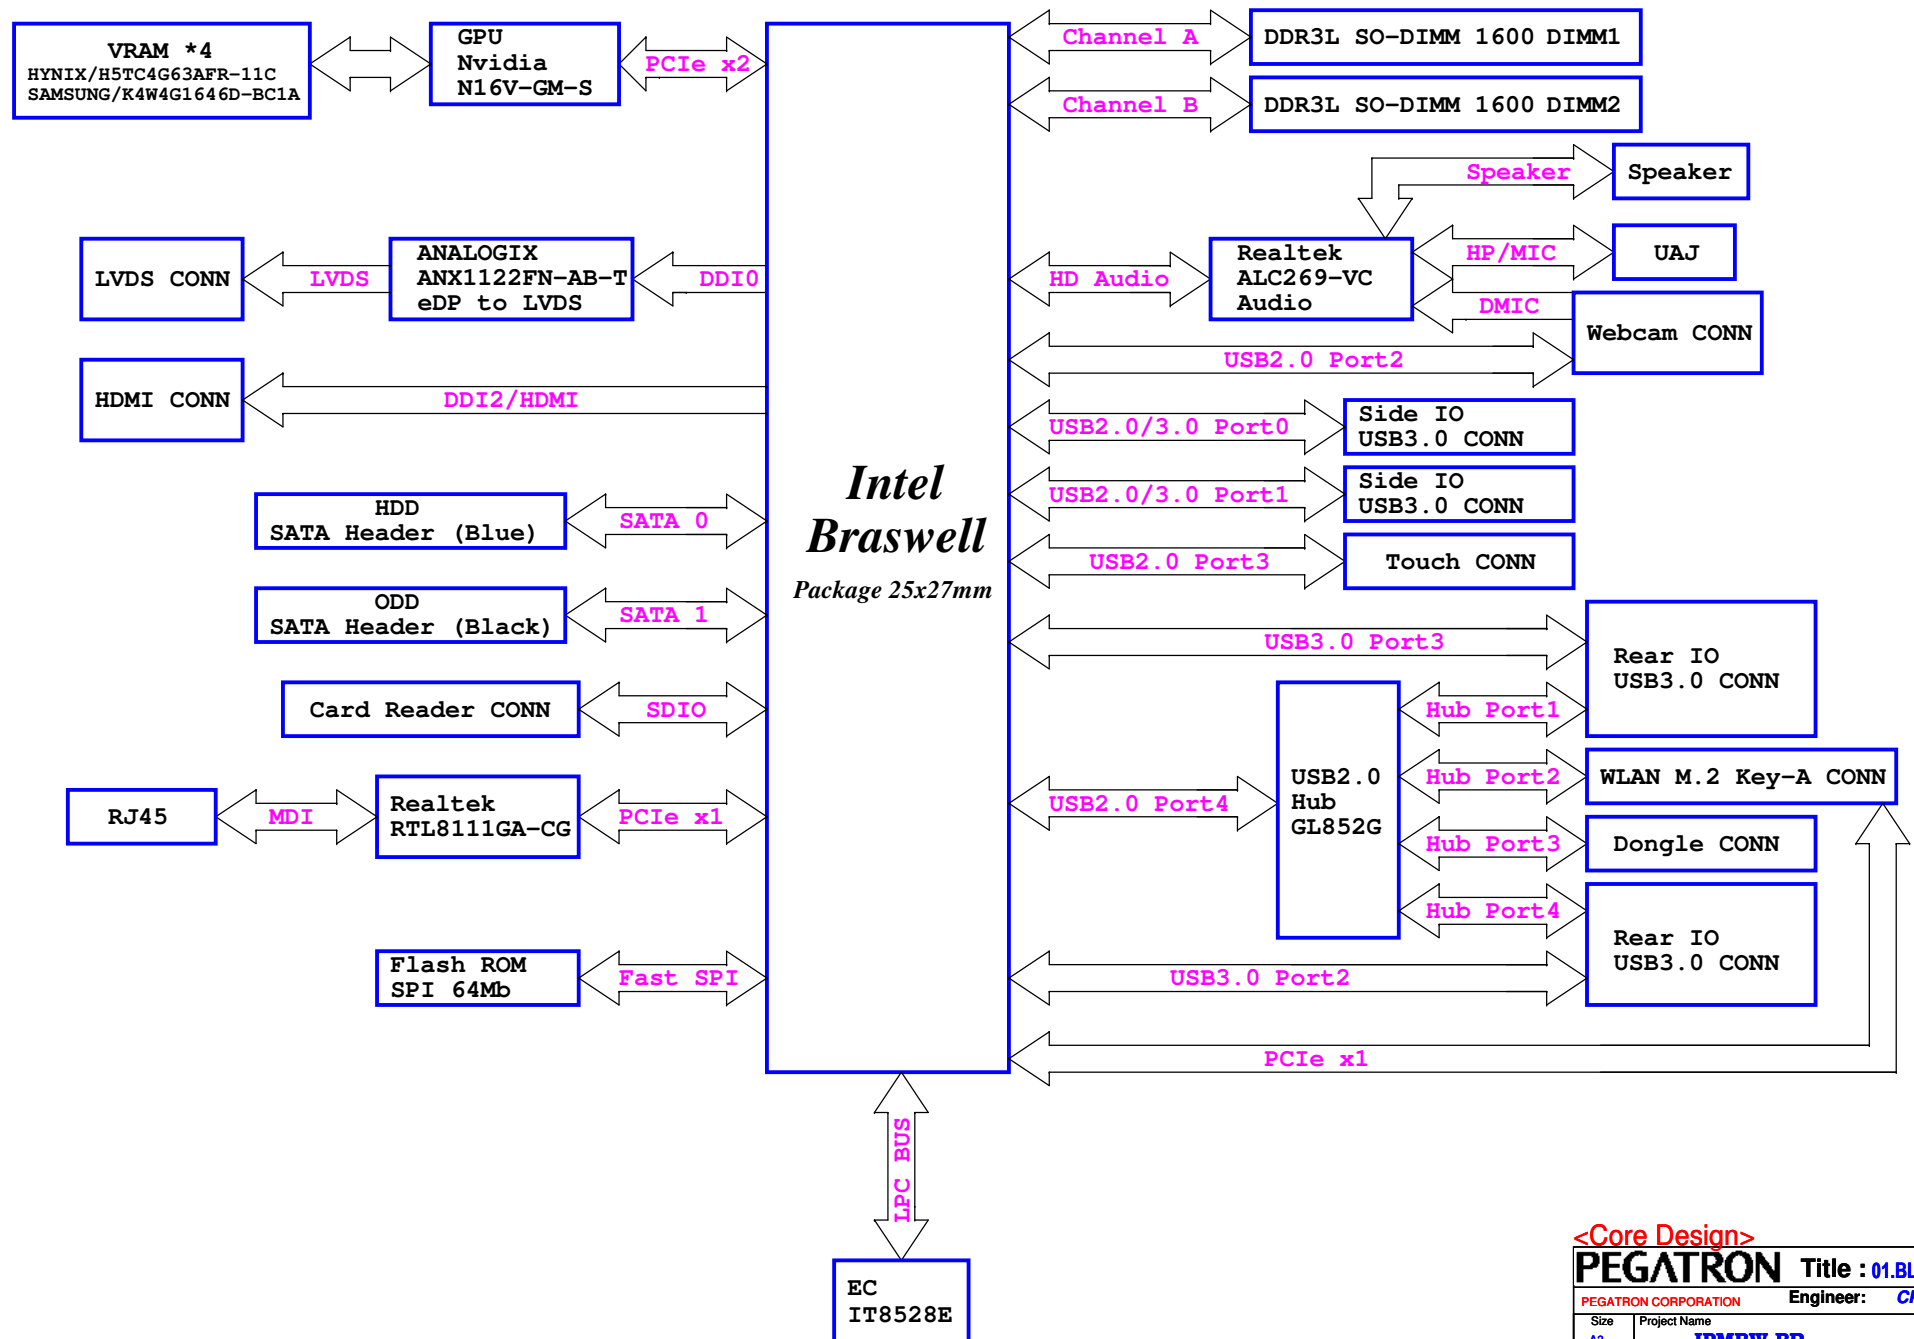 VRAM *4
HYNIX/H5TC4G63AFR-11C
SAMSUNG/K4W4G1646D-BC1A
GPU
Nvidia
N16V-GM-S
PCIe x2
Channel A
DDR3L SO-DIMM 1600 DIMM1
Channel B
DDR3L SO-DIMM 1600 DIMM2
Speaker
Speaker
LVDS CONN
LVDS
ANALOGIX
ANX1122FN-AB-T
eDP to LVDS
DDI0
HD Audio
Realtek
ALC269-VC
Audio
HP/MIC
UAJ
DMIC
Webcam CONN
USB2.0 Port2
HDMI CONN
DDI2/HDMI
USB2.0/3.0 Port0
Side IO
USB3.0 CONN
Intel
Braswell
Package 25x27mm
USB2.0/3.0 Port1
Side IO
USB3.0 CONN
HDD
SATA Header (Blue)
SATA 0
USB2.0 Port3
Touch CONN
ODD
SATA Header (Black)
SATA 1
USB3.0 Port3
Rear IO
USB3.0 CONN
Card Reader CONN
SDIO
Hub Port1
USB2.0
Hub
GL852G
Hub Port2
WLAN M.2 Key-A CONN
RJ45
MDI
Realtek
RTL8111GA-CG
PCIe x1
USB2.0 Port4
Hub Port3
Dongle CONN
Hub Port4
Rear IO
USB3.0 CONN
Flash ROM
SPI 64Mb
Fast SPI
USB3.0 Port2
PCIe x1
LPC BUS
EC
IT8528E
<Core Design>
PEGATRON
Title : 01.BL
PEGATRON CORPORATION
Engineer:
Size
Project Name